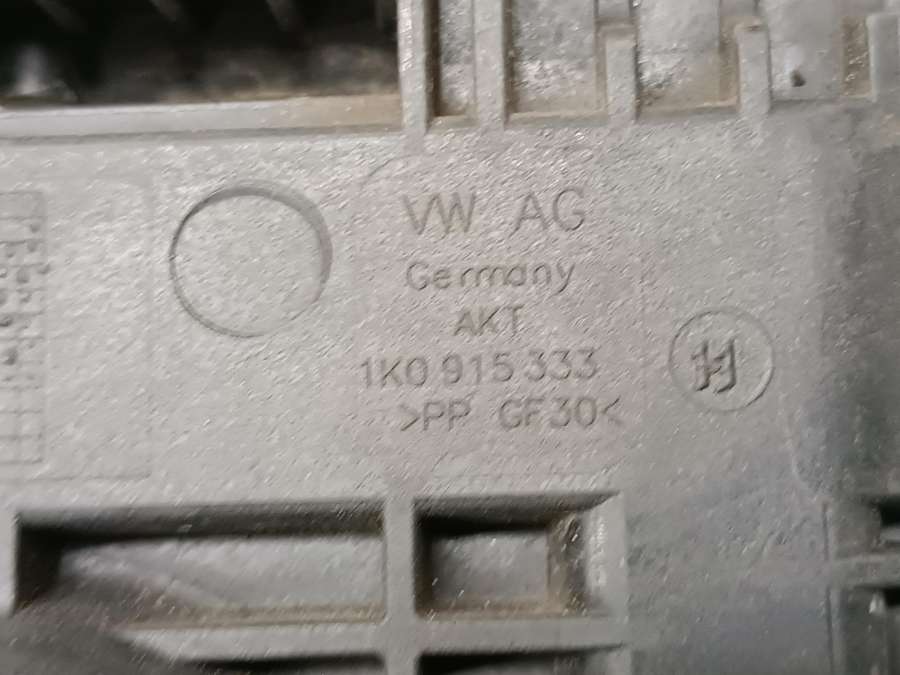 VW AG
Germany
AKT
1K0 915 333
>PP GF30<